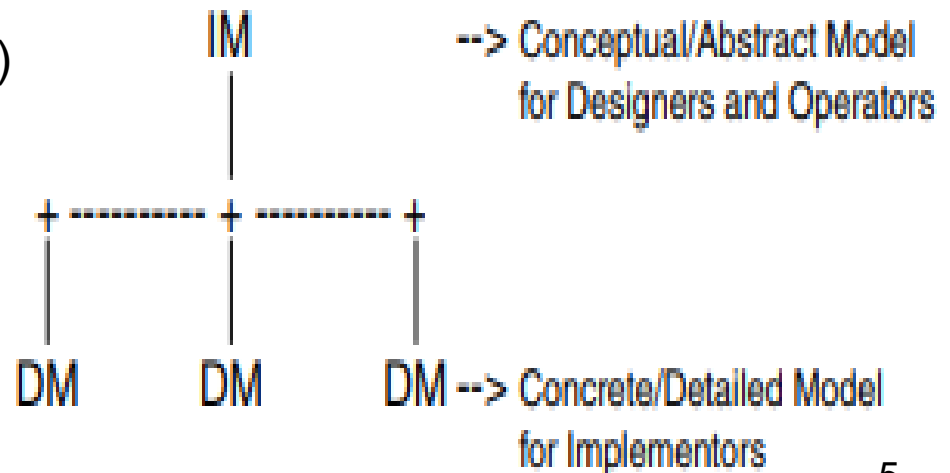 )
IM --> Conceptual/Abstract Model
for Designers and Operators
+ ---------- + ---------- +
DM DM DM --> Concrete/Detailed Model
for Implementors
5